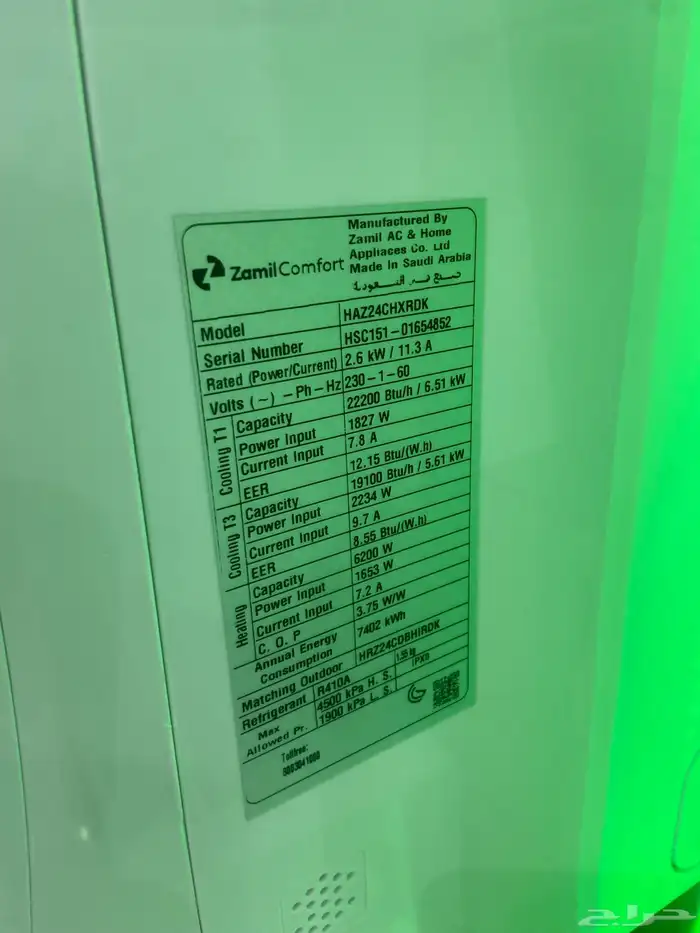 ZamilComfort
Manufactured By
Zamil AC & Home
Appliaces Co. Ltd
Made In Saudi Arabia
صنع في السعودية
Model HAZ24CHXRDK
Serial Number HSC151-01654852
Rated (Power/Current) 2.6 kW / 11.3 A
Volts (~) -Ph-Hz 230-1-60
Cooling T1
Capacity 22200 Btu/h / 6.51 kW
Power Input 1827 W
Current Input 7.8 A
EER 12.15 Btu/(W.h)
Cooling T3
Capacity 19100 Btu/h / 5.61 kW
Power Input 2234 W
Current Input 9.7 A
EER 8.55 Btu/(W.h)
Heating
Capacity 6200 W
Power Input 1653 W
Current Input 7.2 A
C. O. P 3.75 W/W
Annual Energy
Consumption 7402 kWh
Matching Outdoor HRZ24CDBHIRDK
Refrigerant R410A
Max
Allowed Pr. 4500 kPa H. S.
1900 kPa L. S.
Tollfree:
حراج